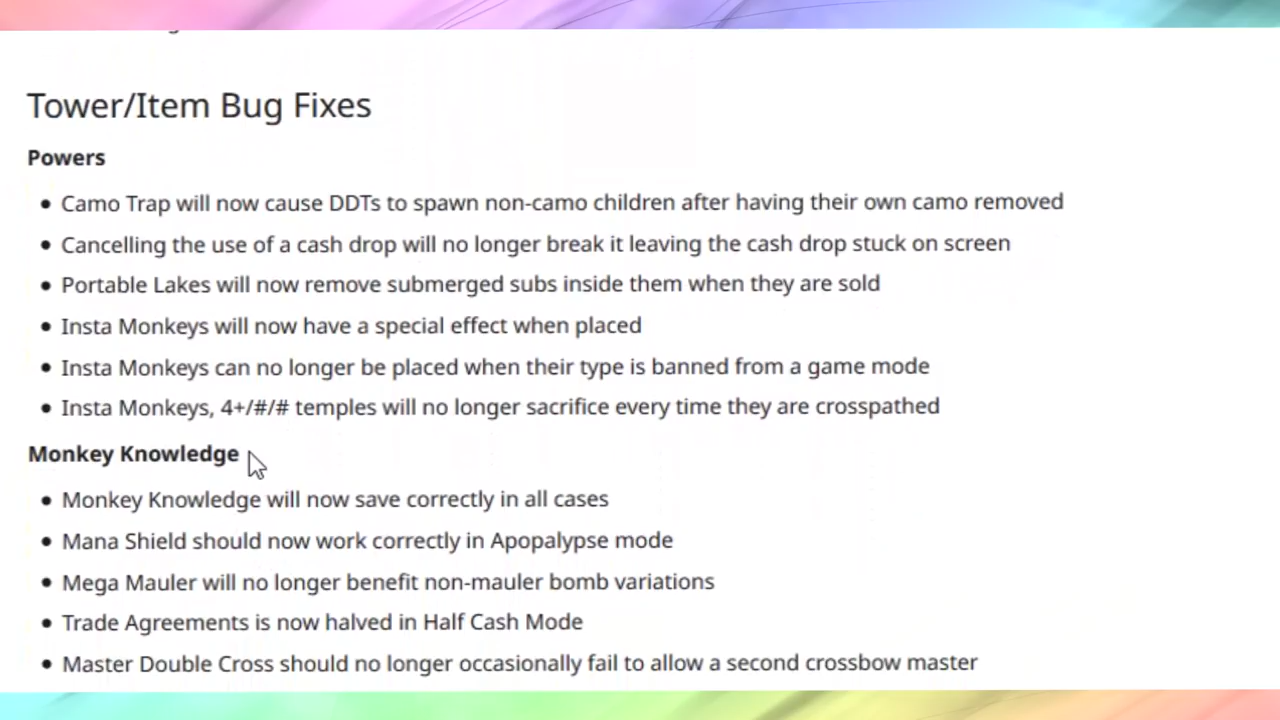 Tower/Item Bug Fixes
Powers
Camo Trap will now cause DDTs to spawn non-camo children after having their own camo removed
Cancelling the use of a cash drop will no longer break it leaving the cash drop stuck on screen
Portable Lakes will now remove submerged subs inside them when they are sold
Insta Monkeys will now have a special effect when placed
Insta Monkeys can no longer be placed when their type is banned from a game mode
Insta Monkeys, 4+/#/# temples will no longer sacrifice every time they are crosspathed
Monkey Knowledge
Monkey Knowledge will now save correctly in all cases
Mana Shield should now work correctly in Apopalypse mode
Mega Mauler will no longer benefit non-mauler bomb variations
Trade Agreements is now halved in Half Cash Mode
Master Double Cross should no longer occasionally fail to allow a second crossbow master